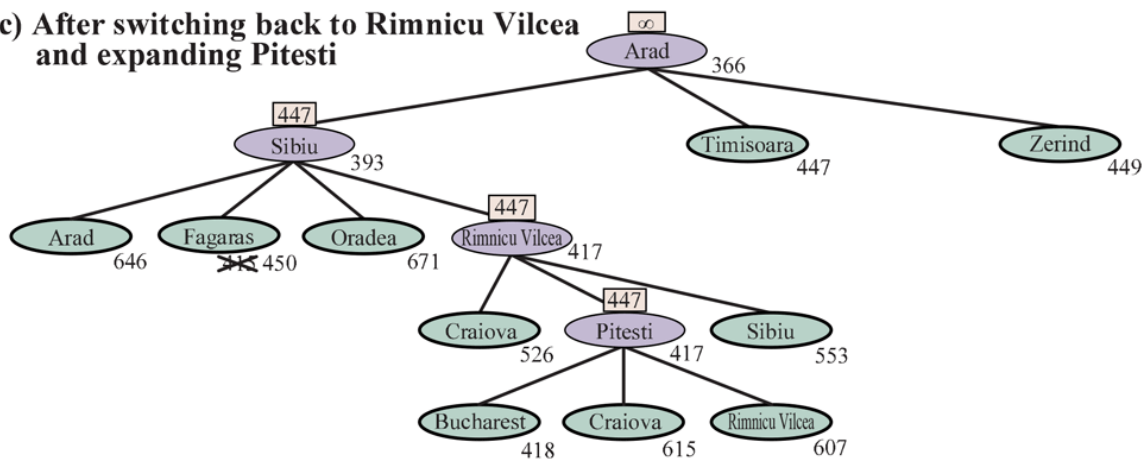 c) After switching back to Rimnicu Vilcea
and expanding Pitesti
∞
Arad
366
447
Sibiu
393
Timisoara
447
Zerind
449
Arad
646
Fagaras
415 450
Oradea
671
447
Rimnicu Vilcea
417
Craiova
526
447
Pitesti
417
Sibiu
553
Bucharest
418
Craiova
615
Rimnicu Vilcea
607